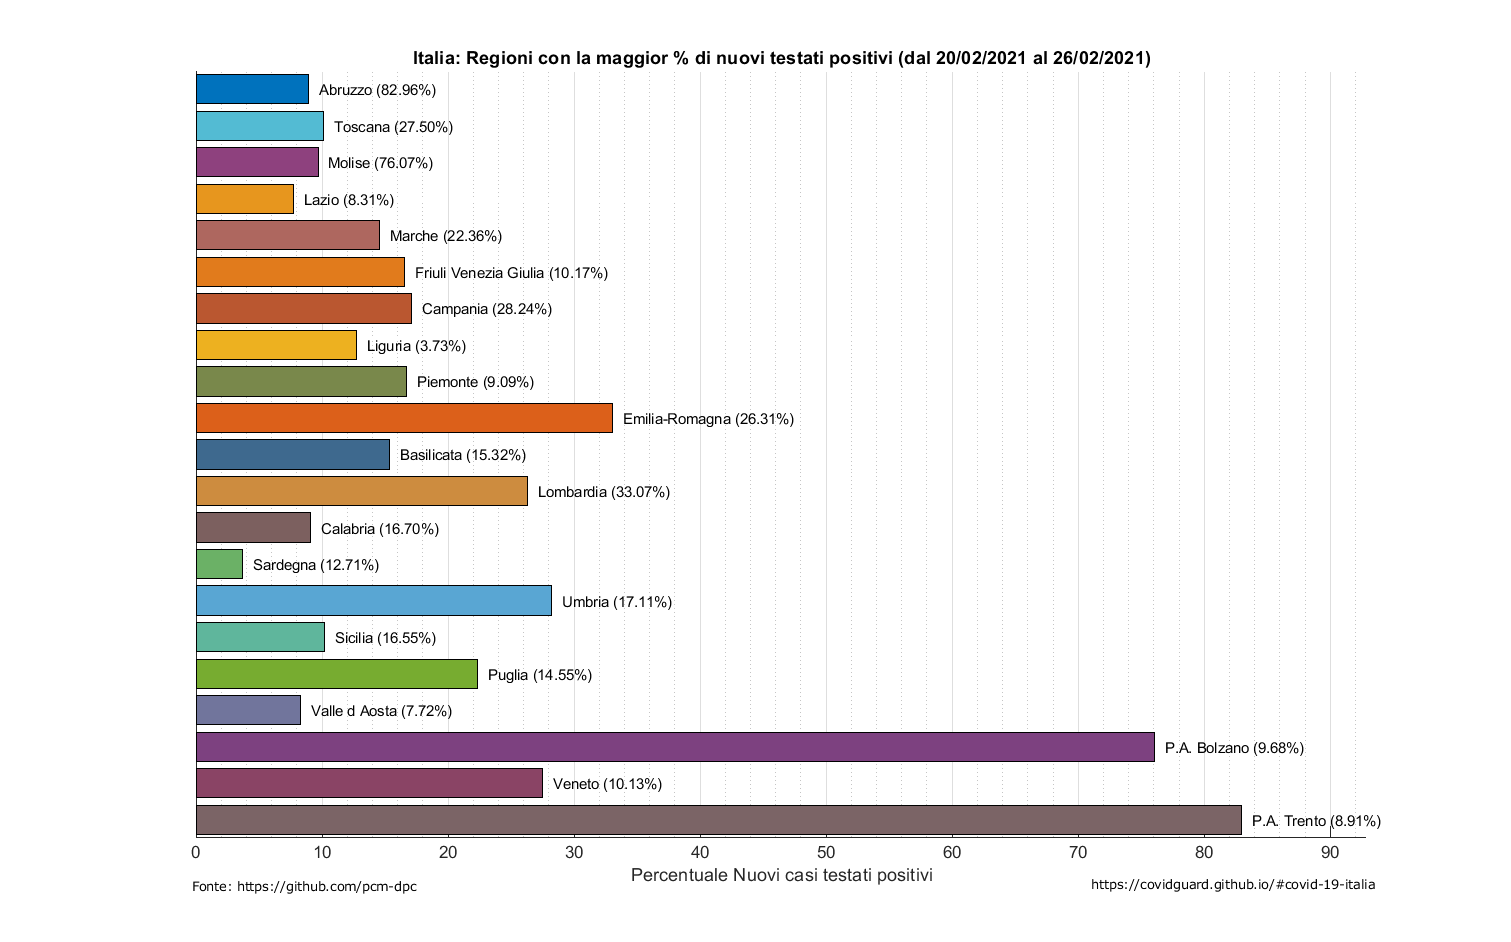 Italia: Regioni con la maggior % di nuovi testati positivi (dal 20/02/2021 al 26/02/2021)
Abruzzo (82.96%)
Toscana (27.50%)
Molise (76.07%)
Lazio (8.31%)
Marche (22.36%)
Friuli Venezia Giulia (10.17%)
Campania (28.24%)
Liguria (3.73%)
Piemonte (9.09%)
Emilia-Romagna (26.31%)
Basilicata (15.32%)
Lombardia (33.07%)
Calabria (16.70%)
Sardegna (12.71%)
Umbria (17.11%)
Sicilia (16.55%)
Puglia (14.55%)
Valle d Aosta (7.72%)
P.A. Bolzano (9.68%)
Veneto (10.13%)
P.A. Trento (8.91%)
0 10 20 30 40 50 60 70 80 90
Percentuale Nuovi casi testati positivi
Fonte: https://github.com/pcm-dpc
https://covidguard.github.io/#covid-19-italia